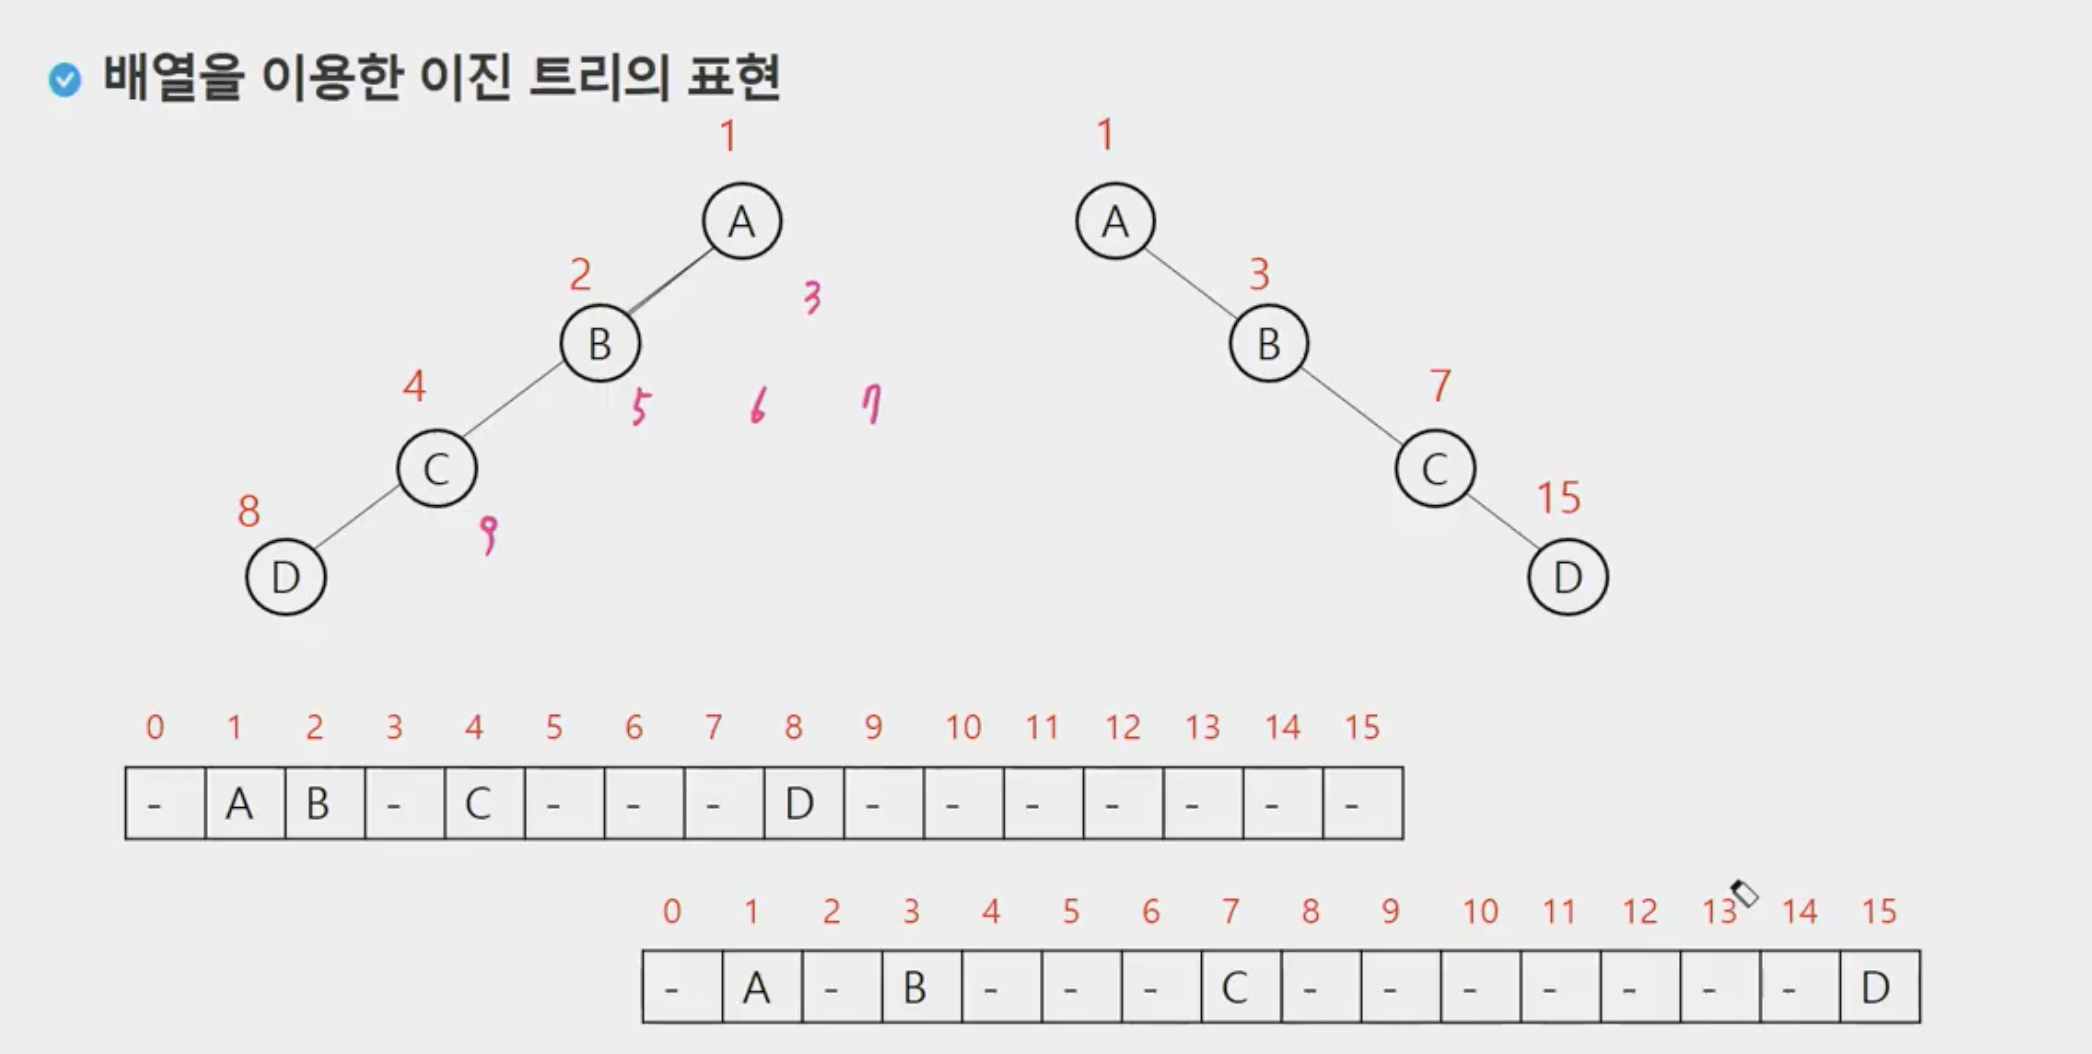 배열을 이용한 이진 트리의 표현
1 1
A A
2 3 3
B B
4 5 6 7 7
C C
8 9 15
D D
0 1 2 3 4 5 6 7 8 9 10 11 12 13 14 15
- A B - C - - - D - - - - - - -
0 1 2 3 4 5 6 7 8 9 10 11 12 13 14 15
- A - B - - - C - - - - - - - D